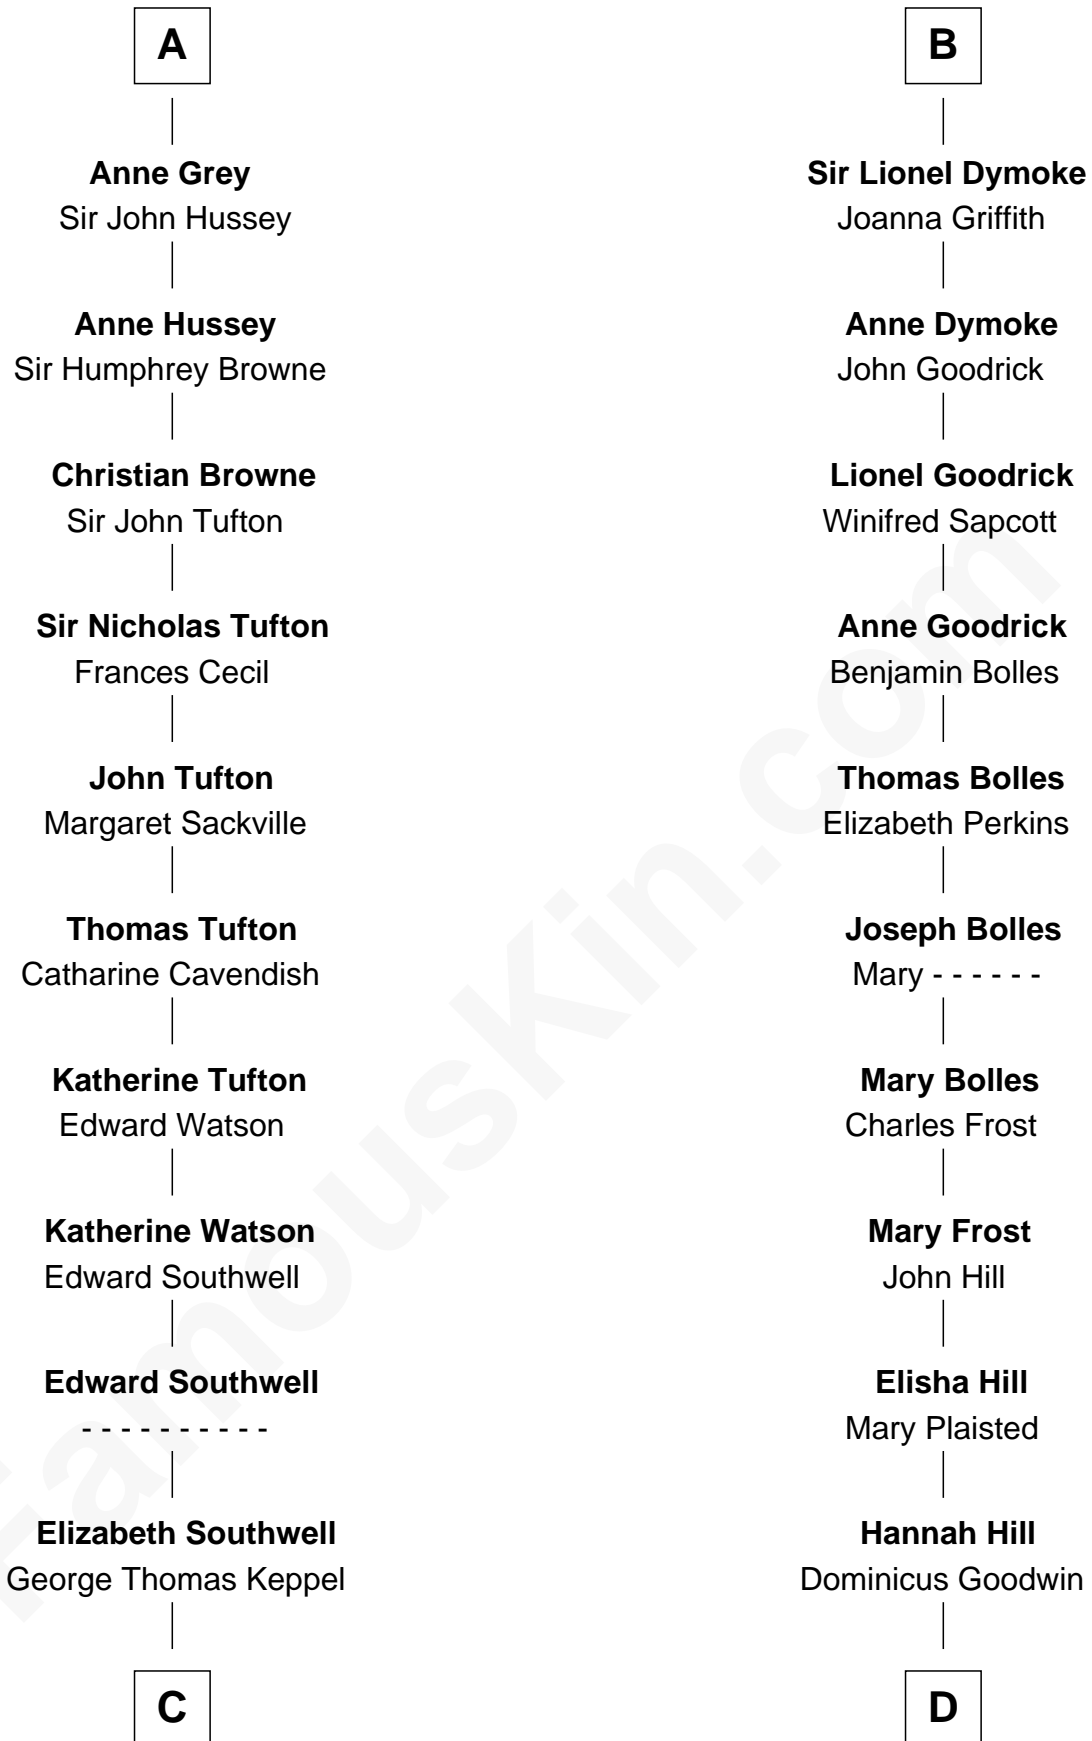 A
Anne Grey
Sir John Hussey
Anne Hussey
Sir Humphrey Browne
Christian Browne
Sir John Tufton
Sir Nicholas Tufton
Frances Cecil
John Tufton
Margaret Sackville
Thomas Tufton
Catharine Cavendish
Katherine Tufton
Edward Watson
Katherine Watson
Edward Southwell
Edward Southwell
- - - - - - - - - -
Elizabeth Southwell
George Thomas Keppel
C
B
Sir Lionel Dymoke
Joanna Griffith
Anne Dymoke
John Goodrick
Lionel Goodrick
Winifred Sapcott
Anne Goodrick
Benjamin Bolles
Thomas Bolles
Elizabeth Perkins
Joseph Bolles
Mary - - - - - -
Mary Bolles
Charles Frost
Mary Frost
John Hill
Elisha Hill
Mary Plaisted
Hannah Hill
Dominicus Goodwin
D
FamousKin.com